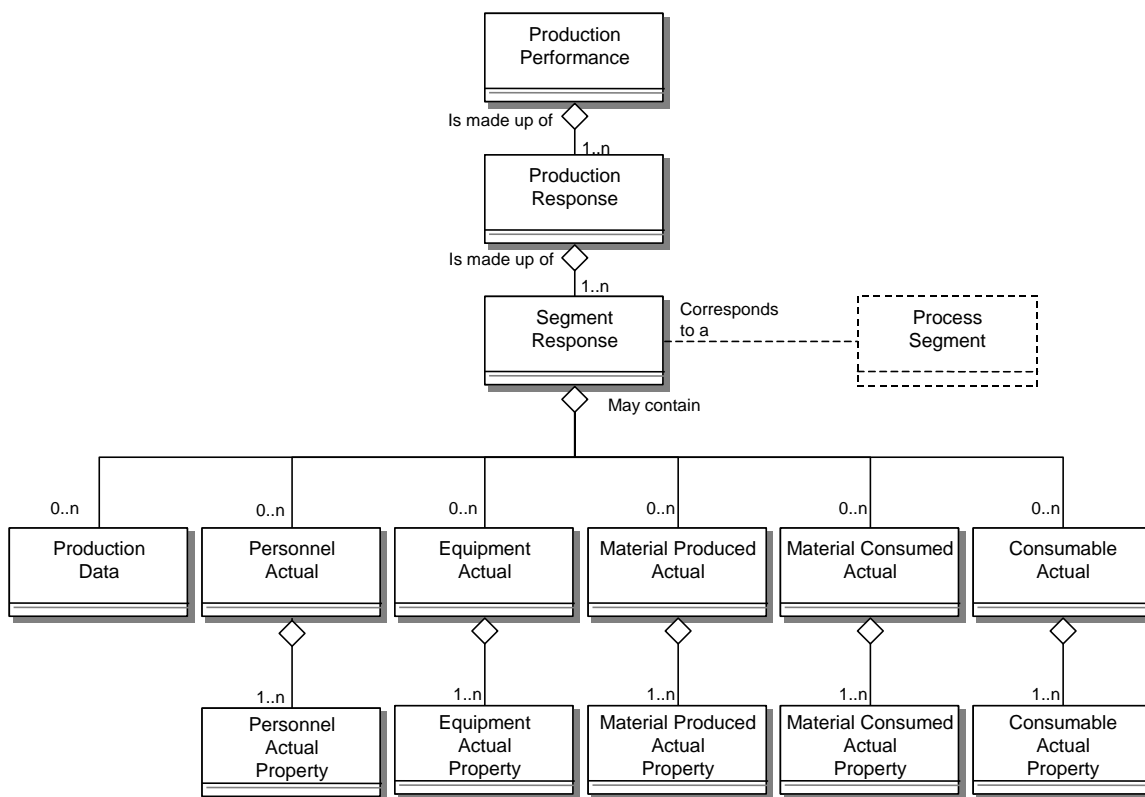 Production
Performance
Is made up of
1..n
Production
Response
Is made up of
1..n
Segment
Response
Corresponds
to a
Process
Segment
May contain
0..n
0..n
0..n
0..n
0..n
0..n
Production
Data
Personnel
Actual
Equipment
Actual
Material Produced
Actual
Material Consumed
Actual
Consumable
Actual
1..n
1..n
1..n
1..n
1..n
Personnel
Actual
Property
Equipment
Actual
Property
Material Produced
Actual
Property
Material Consumed
Actual
Property
Consumable
Actual
Property